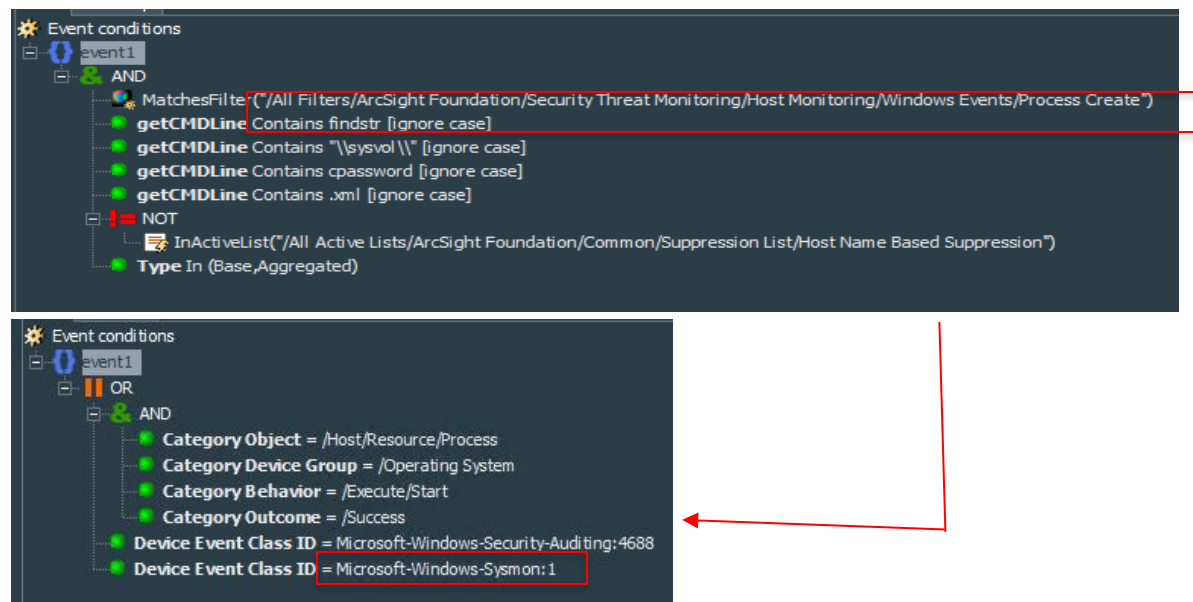 Event conditions
event1
AND
MatchesFilter("/All Filters/ArcSight Foundation/Security Threat Monitoring/Host Monitoring/Windows Events/Process Create")
getCMDLine Contains findstr [ignore case]
getCMDLine Contains "\\sysvol\\" [ignore case]
getCMDLine Contains cpassword [ignore case]
getCMDLine Contains .xml [ignore case]
NOT
InActiveList("/All Active Lists/ArcSight Foundation/Common/Suppression List/Host Name Based Suppression")
Type In (Base,Aggregated)
Event conditions
event1
OR
AND
Category Object = /Host/Resource/Process
Category Device Group = /Operating System
Category Behavior = /Execute/Start
Category Outcome = /Success
Device Event Class ID = Microsoft-Windows-Security-Auditing:4688
Device Event Class ID = Microsoft-Windows-Sysmon:1